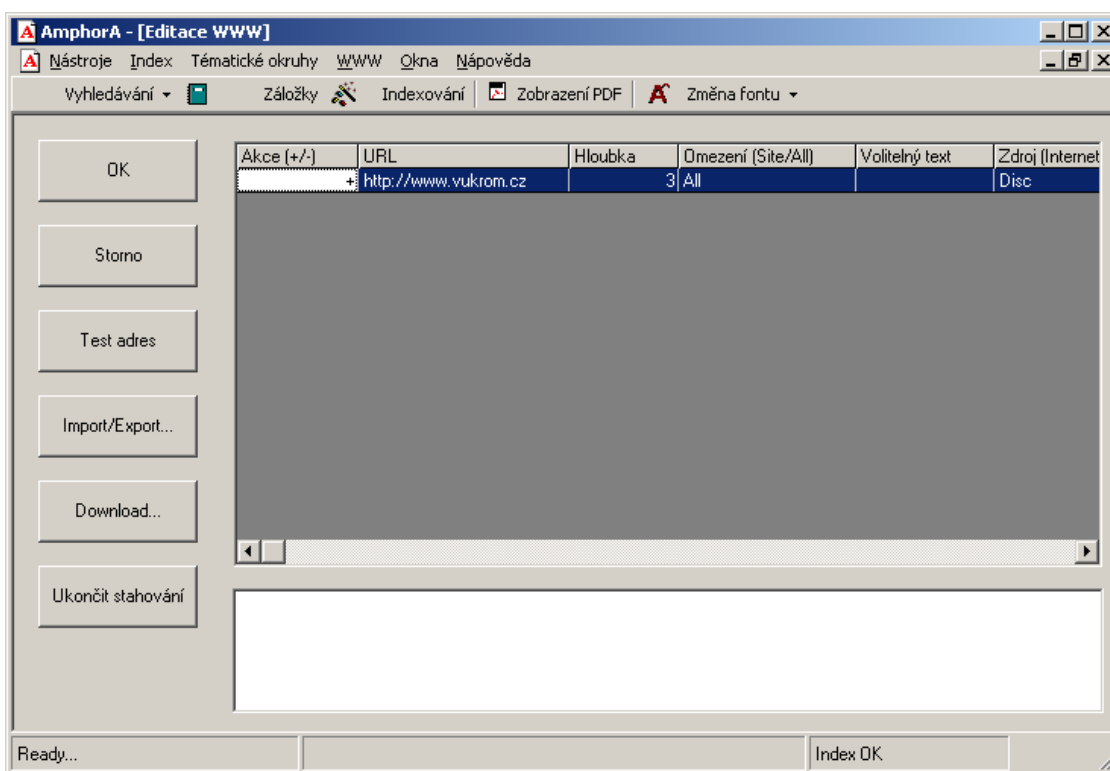 AmphorA - [Editace WWW]
Nástroje Index Tématické okruhy WWW Okna Nápověda
Vyhledávání Záložky Indexování Zobrazení PDF Změna fontu
OK
Storno
Test adres
Import/Export...
Download...
Ukončit stahování
Akce (+/-) URL Hloubka Omezení (Site/All) Volitelný text Zdroj (Internet
+ http://www.vukrom.cz 3 All Disc
Ready... Index OK